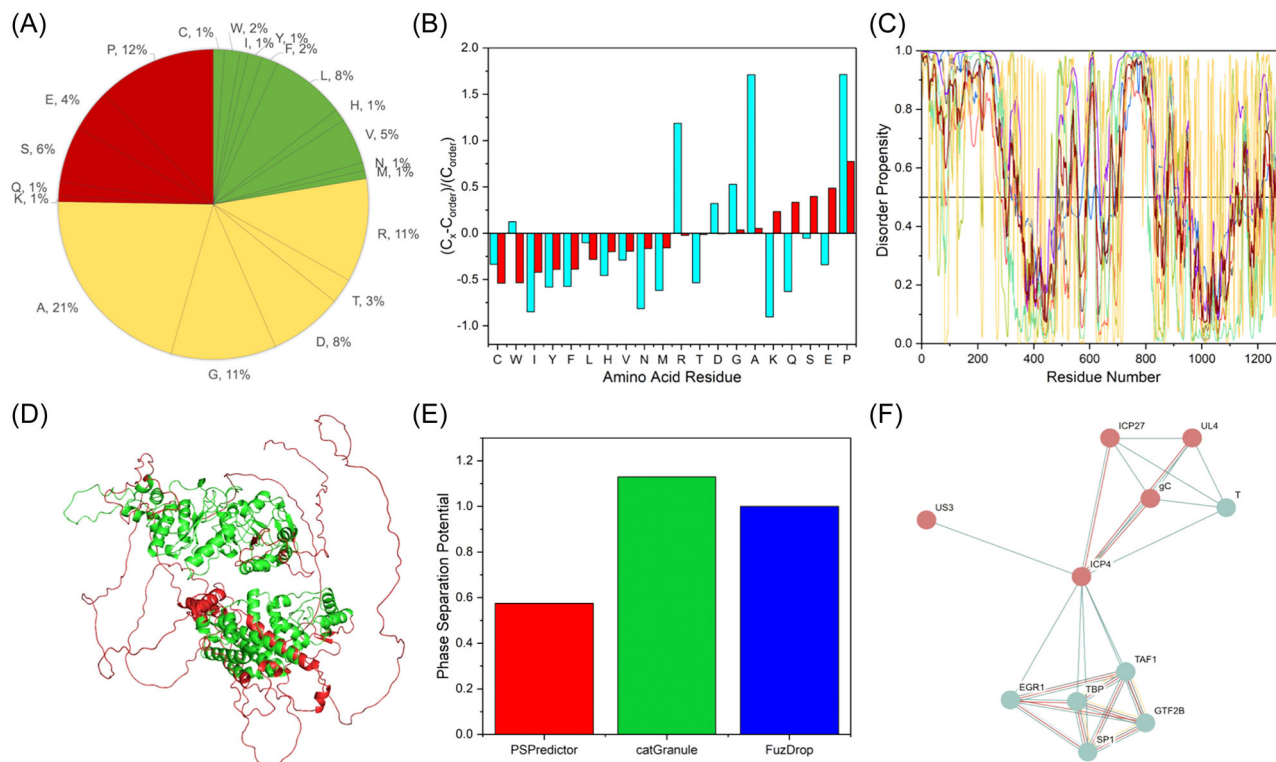 (A)
C, 1%
W, 2%
I, 1%
Y, 1%
F, 2%
L, 8%
H, 1%
V, 5%
N, 1%
M, 1%
R, 11%
T, 3%
D, 8%
G, 11%
A, 21%
K, 1%
Q, 1%
S, 6%
E, 4%
P, 12%
(B)
(Cx-Corder)/(Corder)
2.0
1.5
1.0
0.5
0.0
-0.5
-1.0
C W I Y F L H V N M R T D G A K Q S E P
Amino Acid Residue
(C)
Disorder Propensity
1.0
0.8
0.6
0.4
0.2
0.0
0 200 400 600 800 1000 1200
Residue Number
(D)
(E)
Phase Separation Potential
1.2
1.0
0.8
0.6
0.4
0.2
0.0
PSPredictor catGranule FuzDrop
(F)
ICP27
UL4
gC
T
US3
ICP4
TAF1
EGR1
TBP
GTF2B
SP1